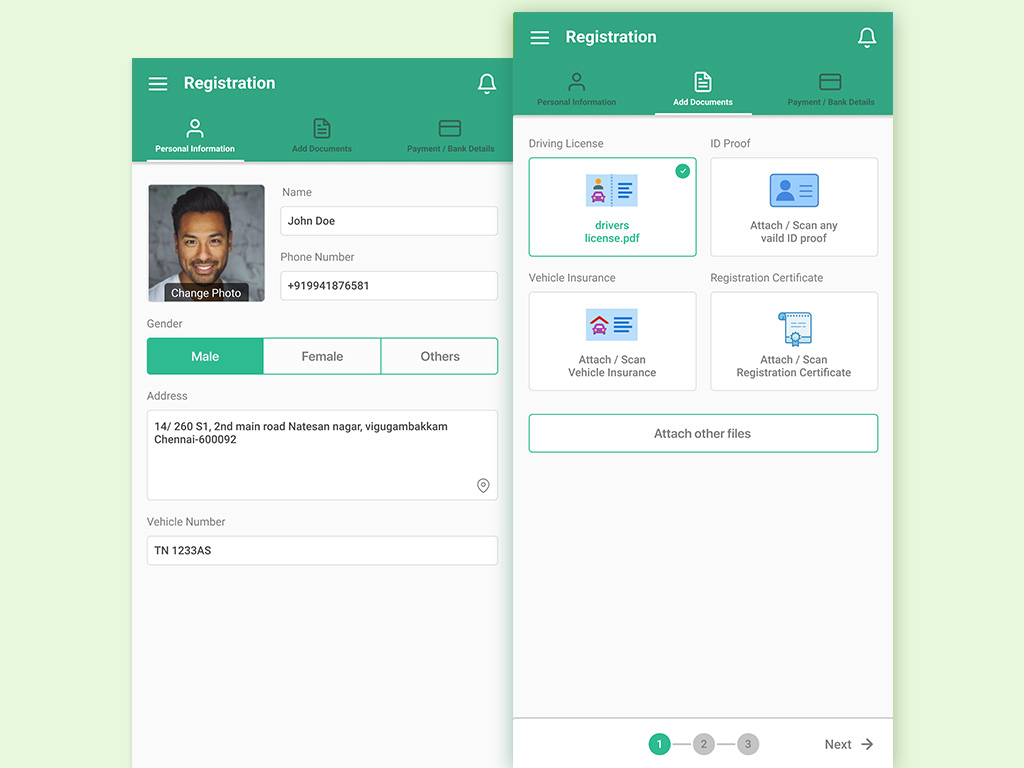 Registration
Personal Information
Add Documents
Payment / Bank Details
Change Photo
Name
John Doe
Phone Number
+919941876581
Gender
Male
Female
Others
Address
14/ 260 S1, 2nd main road Natesan nagar, vigugambakkam
Chennai-600092
Vehicle Number
TN 1233AS
Registration
Personal Information
Add Documents
Payment / Bank Details
Driving License
drivers
license.pdf
ID Proof
Attach / Scan any
vaild ID proof
Vehicle Insurance
Attach / Scan
Vehicle Insurance
Registration Certificate
Attach / Scan
Registration Certificate
Attach other files
1
2
3
Next